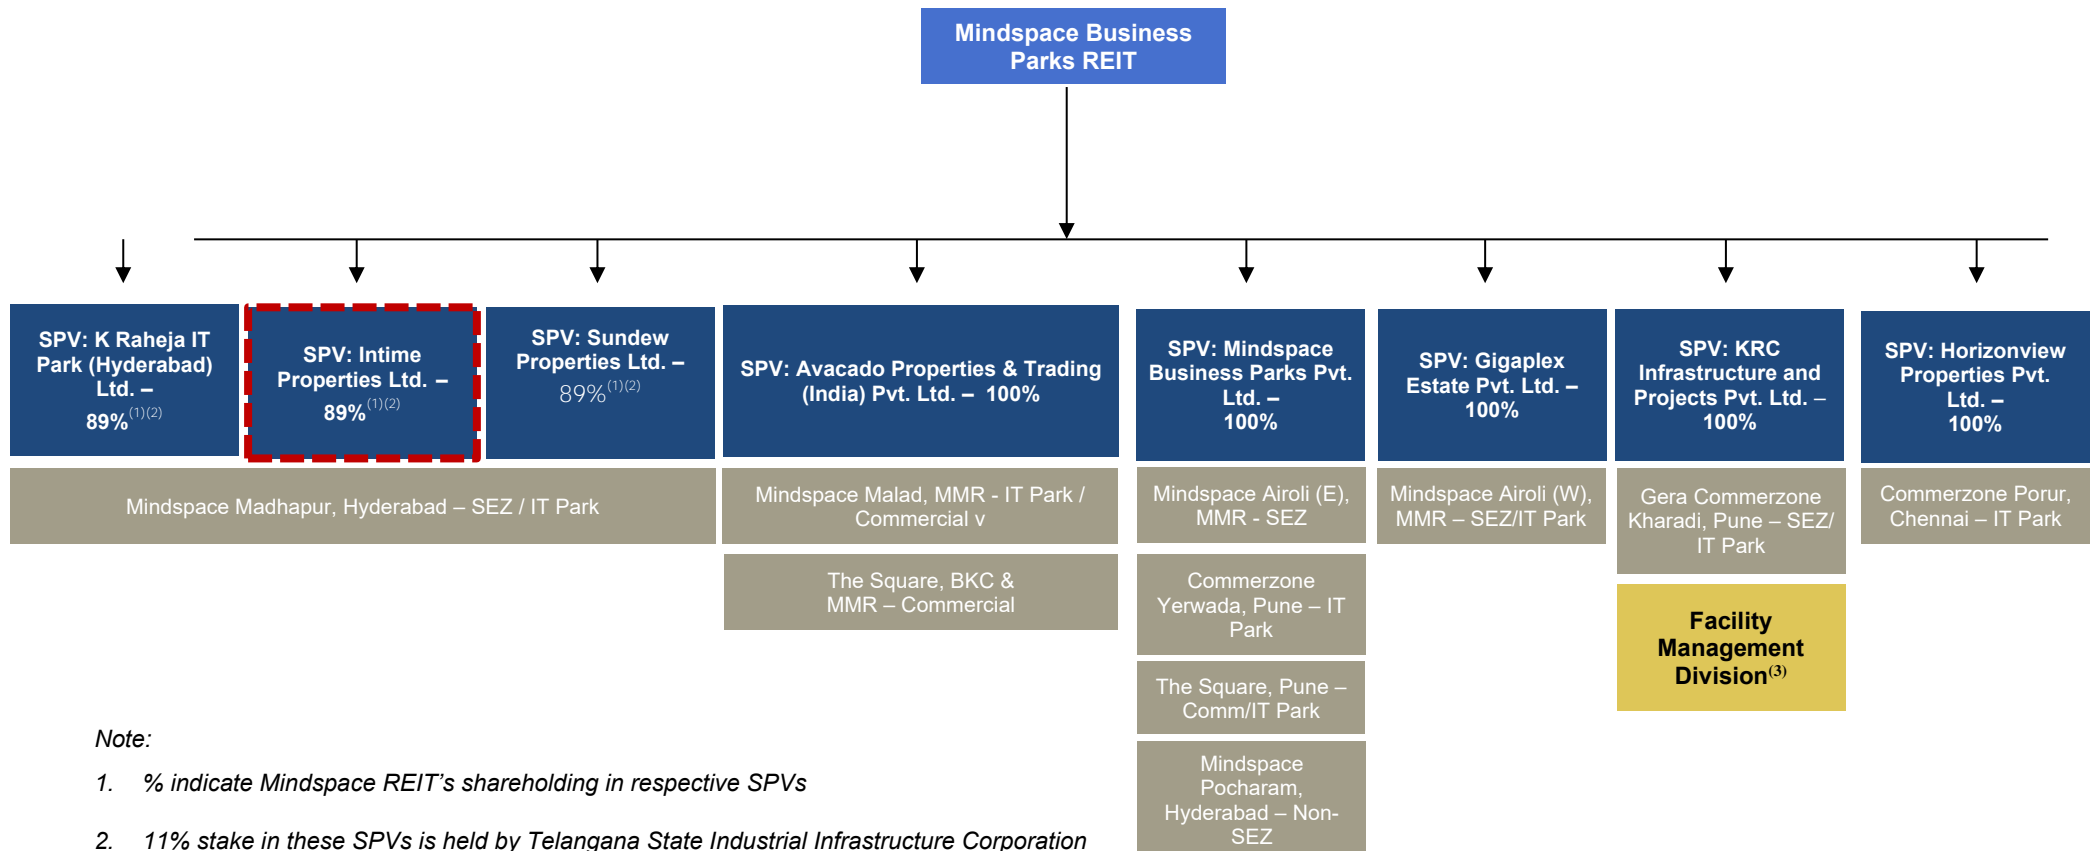 Mindspace Business
Parks REIT
SPV: K Raheja IT
Park (Hyderabad)
Ltd. –
89%(1)(2)
SPV: Intime
Properties Ltd. –
89%(1)(2)
SPV: Sundew
Properties Ltd. –
89%(1)(2)
SPV: Avacado Properties & Trading
(India) Pvt. Ltd. – 100%
SPV: Mindspace
Business Parks Pvt.
Ltd. –
100%
SPV: Gigaplex
Estate Pvt. Ltd. –
100%
SPV: KRC
Infrastructure and
Projects Pvt. Ltd. –
100%
SPV: Horizonview
Properties Pvt.
Ltd. –
100%
Mindspace Madhapur, Hyderabad – SEZ / IT Park
Mindspace Malad, MMR - IT Park /
Commercial v
The Square, BKC &
MMR – Commercial
Mindspace Airoli (E),
MMR - SEZ
Commerzone
Yerwada, Pune – IT
Park
The Square, Pune –
Comm/IT Park
Mindspace
Pocharam,
Hyderabad – Non-
SEZ
Mindspace Airoli (W),
MMR – SEZ/IT Park
Gera Commerzone
Kharadi, Pune – SEZ/
IT Park
Facility
Management
Division(3)
Commerzone Porur,
Chennai – IT Park
Note:
1. % indicate Mindspace REIT’s shareholding in respective SPVs
2. 11% stake in these SPVs is held by Telangana State Industrial Infrastructure Corporation